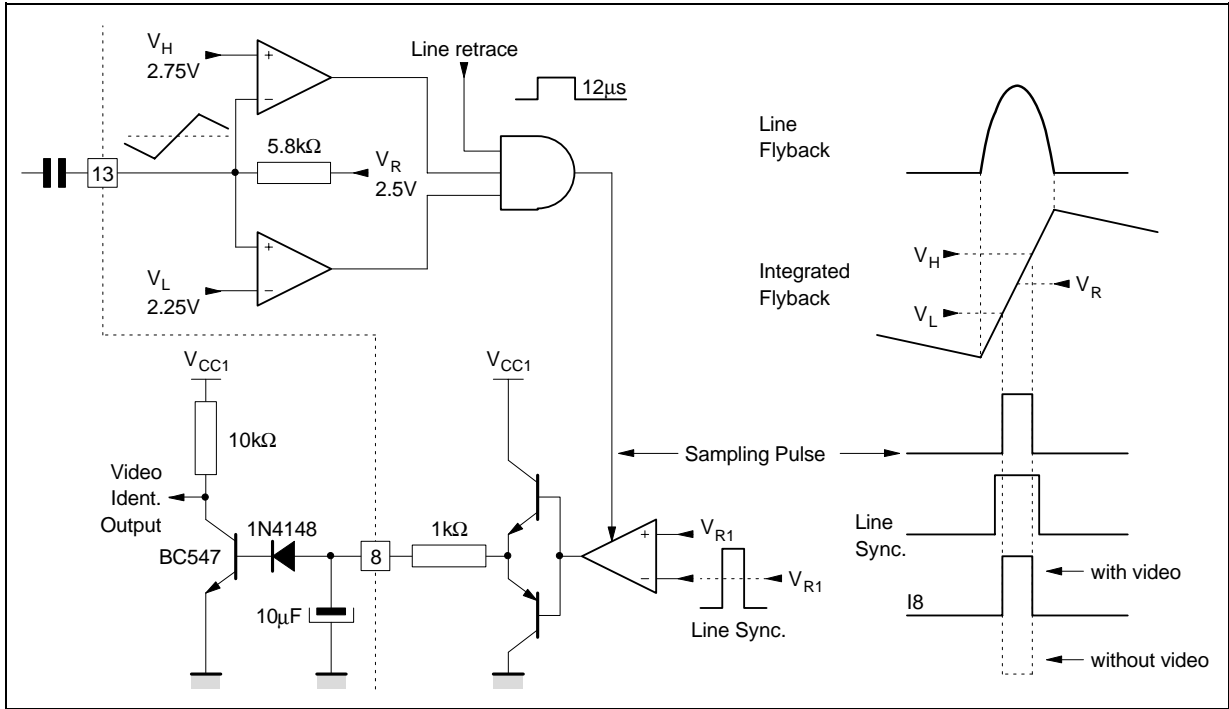 V_H
2.75V
Line retrace
12µs
+
−
5.8kΩ
V_R
2.5V
13
+
−
V_L
2.25V
Line
Flyback
V_H
Integrated
Flyback
V_R
V_L
V_CC1
10kΩ
Video
Ident.
Output
1N4148
BC547
8
10µF
1kΩ
V_CC1
Sampling Pulse
+
−
V_R1
V_R1
Line Sync.
Line
Sync.
with video
I8
without video